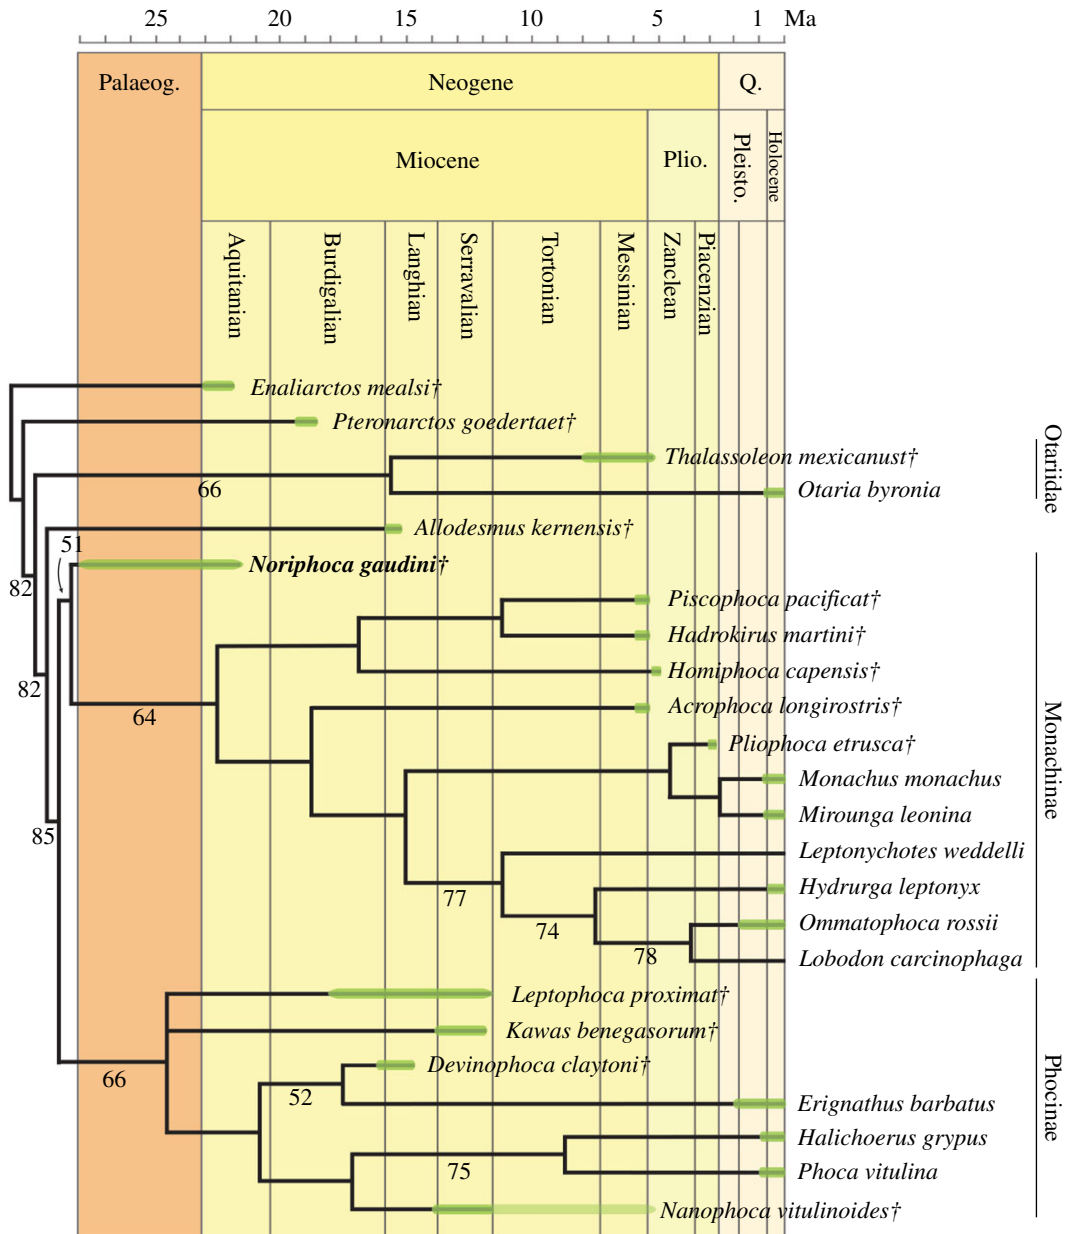 25 20 15 10 5 1 Ma
Palaeog. Neogene Q.
Miocene Plio. Pleisto. Holocene
Aquitanian Burdigalian Langhian Serravalian Tortonian Messinian Zanclean Piacenzian
Enaliarctos mealsi†
Pteronarctos goedertaet†
Thalassoleon mexicanust†
66
Otaria byronia
Otariidae
Allodesmus kernensis†
51
Noriphoca gaudini†
82
Piscophoca pacificat†
Hadrokirus martini†
Homiphoca capensis†
82
Acrophoca longirostris†
64
Pliophoca etrusca†
Monachus monachus
Mirounga leonina
Monachinae
85
Leptonychotes weddelli
77
Hydrurga leptonyx
74
Ommatophoca rossii
78
Lobodon carcinophaga
Leptophoca proximat†
Kawas benegasorum†
Devinophoca claytoni†
66
52
Erignathus barbatus
Phocinae
Halichoerus grypus
75
Phoca vitulina
Nanophoca vitulinoides†